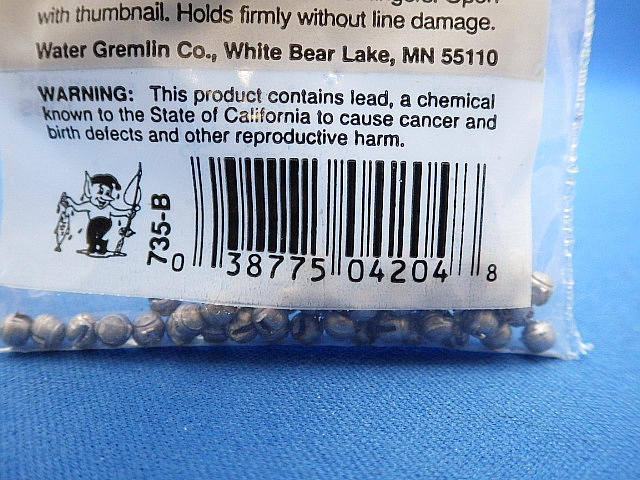 with thumbnail. Holds firmly without line damage.
Water Gremlin Co., White Bear Lake, MN 55110
WARNING: This product contains lead, a chemical
known to the State of California to cause cancer and
birth defects and other reproductive harm.
735-B
0 38775 04204 8